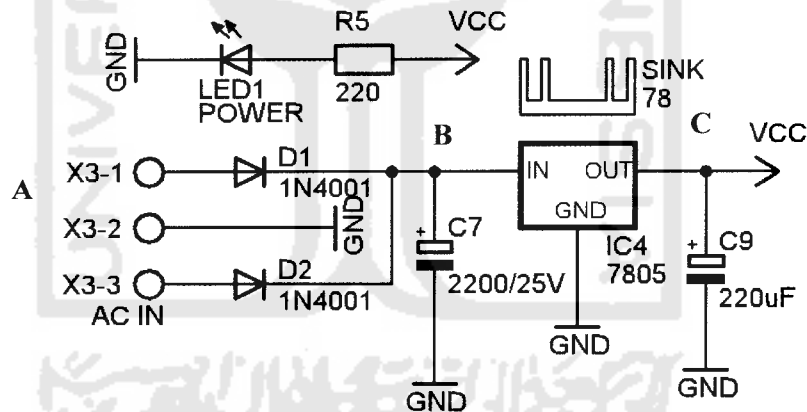 R5
VCC
GND
LED1
POWER
220
SINK
78
A
B
C
VCC
X3-1
D1
1N4001
IN
OUT
GND
X3-2
GND
C7
2200/25V
IC4
7805
C9
220uF
X3-3
D2
1N4001
AC IN
GND
GND
GND
UNIVE